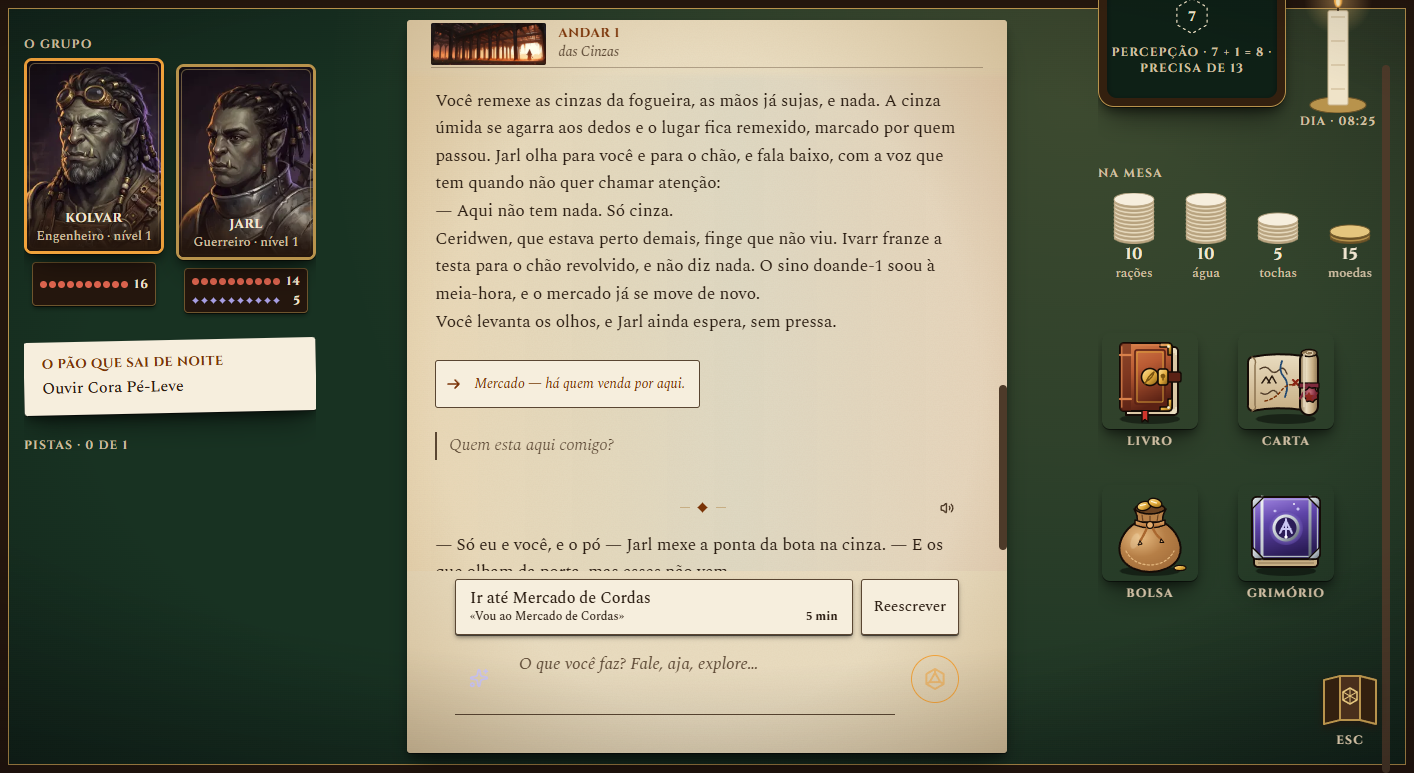 O GRUPO
KOLVAR
Engenheiro · nível 1
16
JARL
Guerreiro · nível 1
14
5
O PÃO QUE SAI DE NOITE
Ouvir Cora Pé-Leve
PISTAS · 0 DE 1
ANDAR I
das Cinzas
Você remexe as cinzas da fogueira, as mãos já sujas, e nada. A cinza
úmida se agarra aos dedos e o lugar fica remexido, marcado por quem
passou. Jarl olha para você e para o chão, e fala baixo, com a voz que
tem quando não quer chamar atenção:
— Aqui não tem nada. Só cinza.
Ceridwen, que estava perto demais, finge que não viu. Ivarr franze a
testa para o chão revolvido, e não diz nada. O sino doande-1 soou à
meia-hora, e o mercado já se move de novo.
Você levanta os olhos, e Jarl ainda espera, sem pressa.
→ Mercado — há quem venda por aqui.
Quem esta aqui comigo?
— Só eu e você, e o pó — Jarl mexe a ponta da bota na cinza. — E os
que olham da porta, mas esses não vem
Ir até Mercado de Cordas
«Vou ao Mercado de Cordas»
5 min
Reescrever
O que você faz? Fale, aja, explore...
7
PERCEPÇÃO · 7 + 1 = 8 ·
PRECISA DE 13
DIA · 08:25
NA MESA
10
rações
10
água
5
tochas
15
moedas
LIVRO
CARTA
BOLSA
GRIMÓRIO
ESC